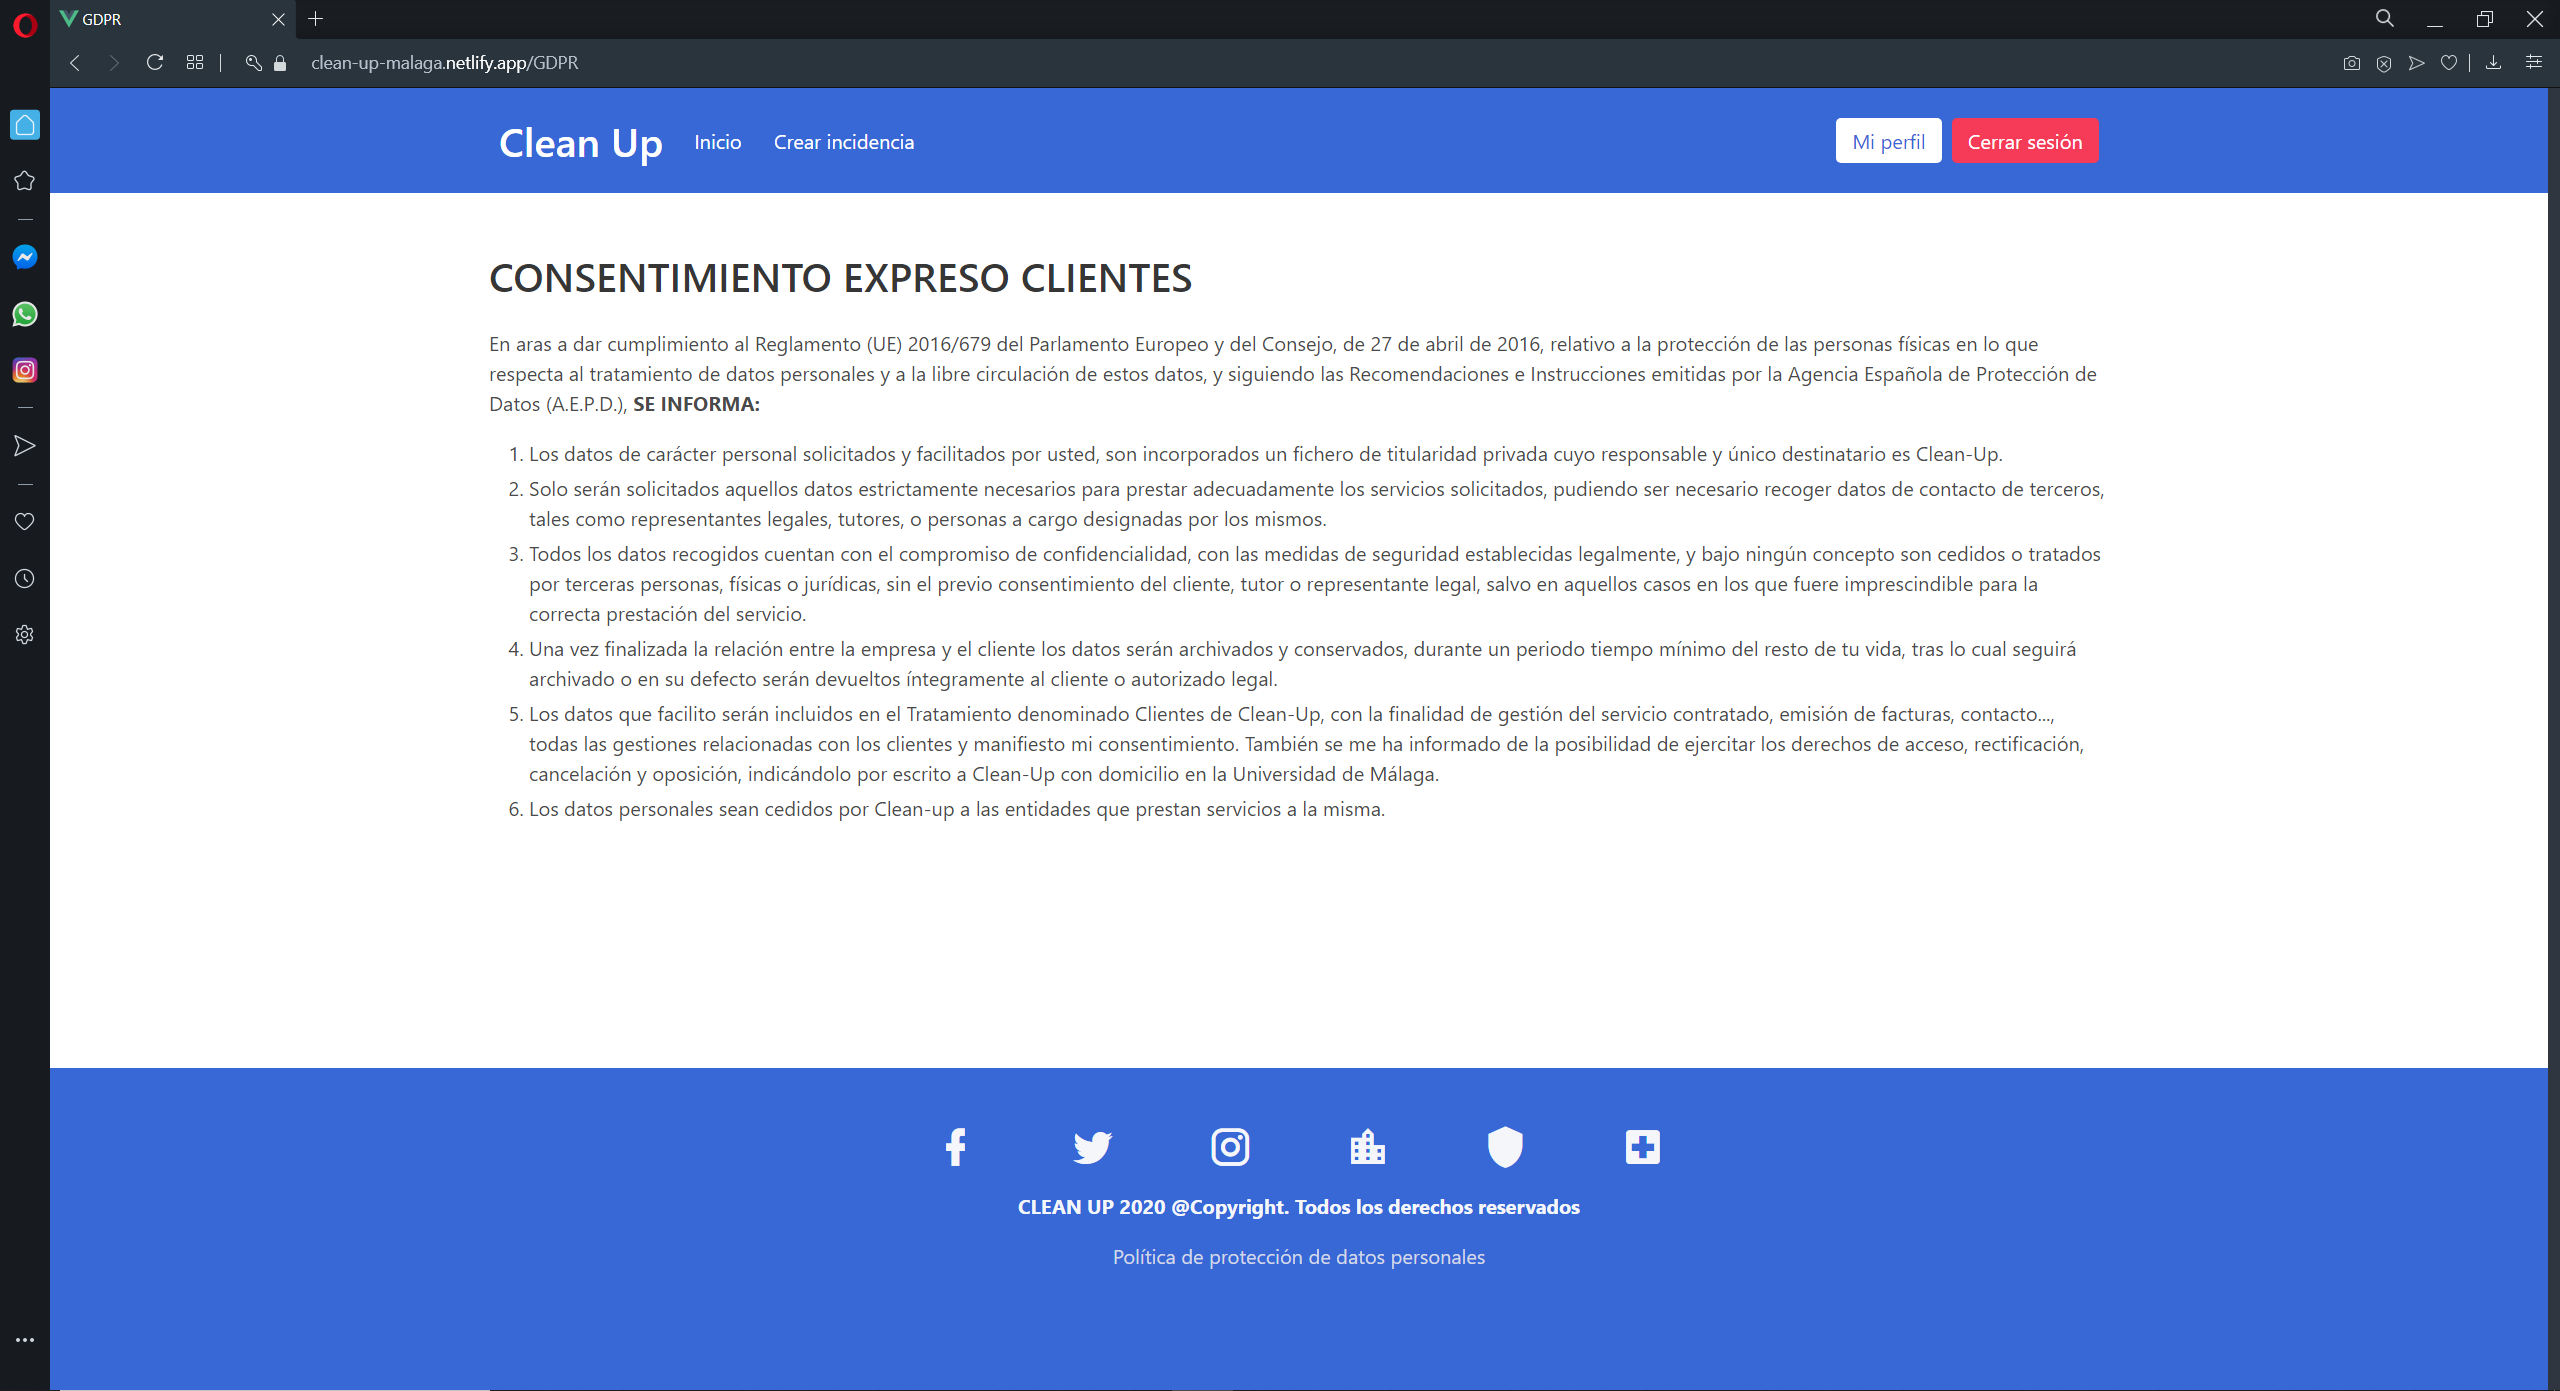 GDPR
clean-up-malaga.netlify.app/GDPR
Clean Up
Inicio
Crear incidencia
Mi perfil
Cerrar sesión
CONSENTIMIENTO EXPRESO CLIENTES
En aras a dar cumplimiento al Reglamento (UE) 2016/679 del Parlamento Europeo y del Consejo, de 27 de abril de 2016, relativo a la protección de las personas físicas en lo que
respecta al tratamiento de datos personales y a la libre circulación de estos datos, y siguiendo las Recomendaciones e Instrucciones emitidas por la Agencia Española de Protección de
Datos (A.E.P.D.), SE INFORMA:
1. Los datos de carácter personal solicitados y facilitados por usted, son incorporados un fichero de titularidad privada cuyo responsable y único destinatario es Clean-Up.
2. Solo serán solicitados aquellos datos estrictamente necesarios para prestar adecuadamente los servicios solicitados, pudiendo ser necesario recoger datos de contacto de terceros,
tales como representantes legales, tutores, o personas a cargo designadas por los mismos.
3. Todos los datos recogidos cuentan con el compromiso de confidencialidad, con las medidas de seguridad establecidas legalmente, y bajo ningún concepto son cedidos o tratados
por terceras personas, físicas o jurídicas, sin el previo consentimiento del cliente, tutor o representante legal, salvo en aquellos casos en los que fuere imprescindible para la
correcta prestación del servicio.
4. Una vez finalizada la relación entre la empresa y el cliente los datos serán archivados y conservados, durante un periodo tiempo mínimo del resto de tu vida, tras lo cual seguirá
archivado o en su defecto serán devueltos íntegramente al cliente o autorizado legal.
5. Los datos que facilito serán incluidos en el Tratamiento denominado Clientes de Clean-Up, con la finalidad de gestión del servicio contratado, emisión de facturas, contacto...,
todas las gestiones relacionadas con los clientes y manifiesto mi consentimiento. También se me ha informado de la posibilidad de ejercitar los derechos de acceso, rectificación,
cancelación y oposición, indicándolo por escrito a Clean-Up con domicilio en la Universidad de Málaga.
6. Los datos personales sean cedidos por Clean-up a las entidades que prestan servicios a la misma.
CLEAN UP 2020 @Copyright. Todos los derechos reservados
Política de protección de datos personales